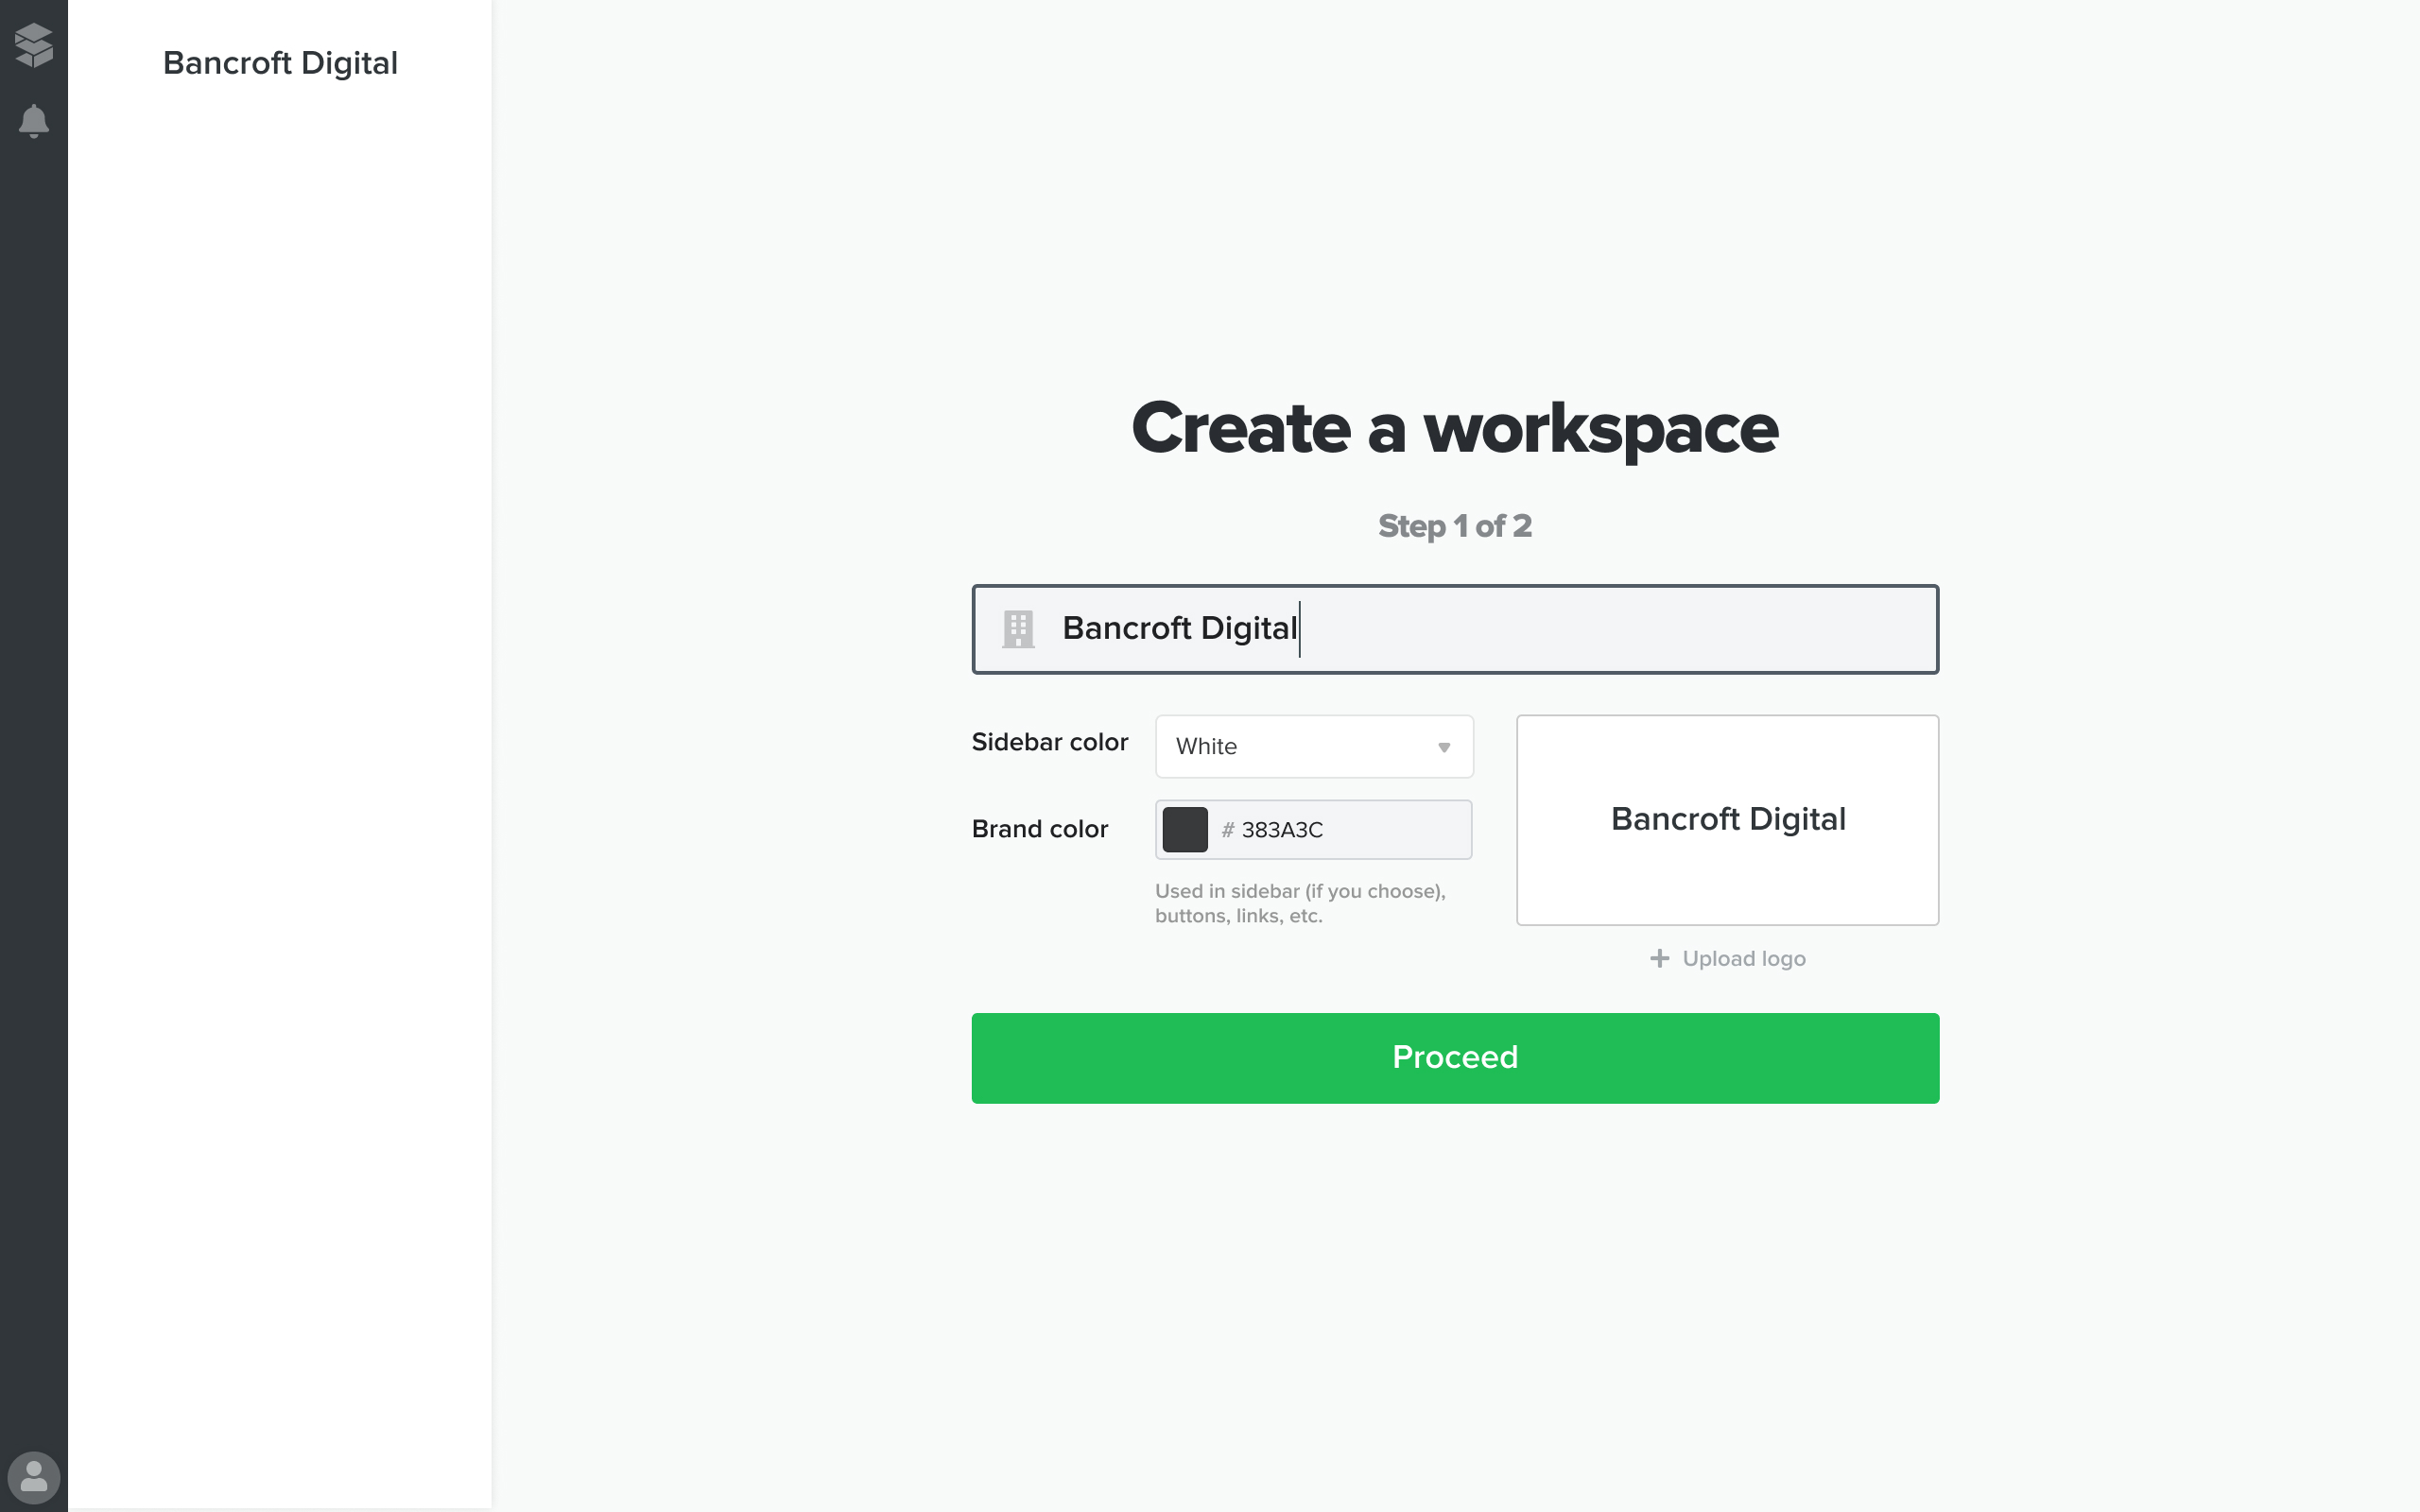 Bancroft Digital
Create a workspace
Step 1 of 2
Bancroft Digital
Sidebar color
White
Brand color
# 383A3C
Used in sidebar (if you choose),
buttons, links, etc.
Bancroft Digital
+ Upload logo
Proceed